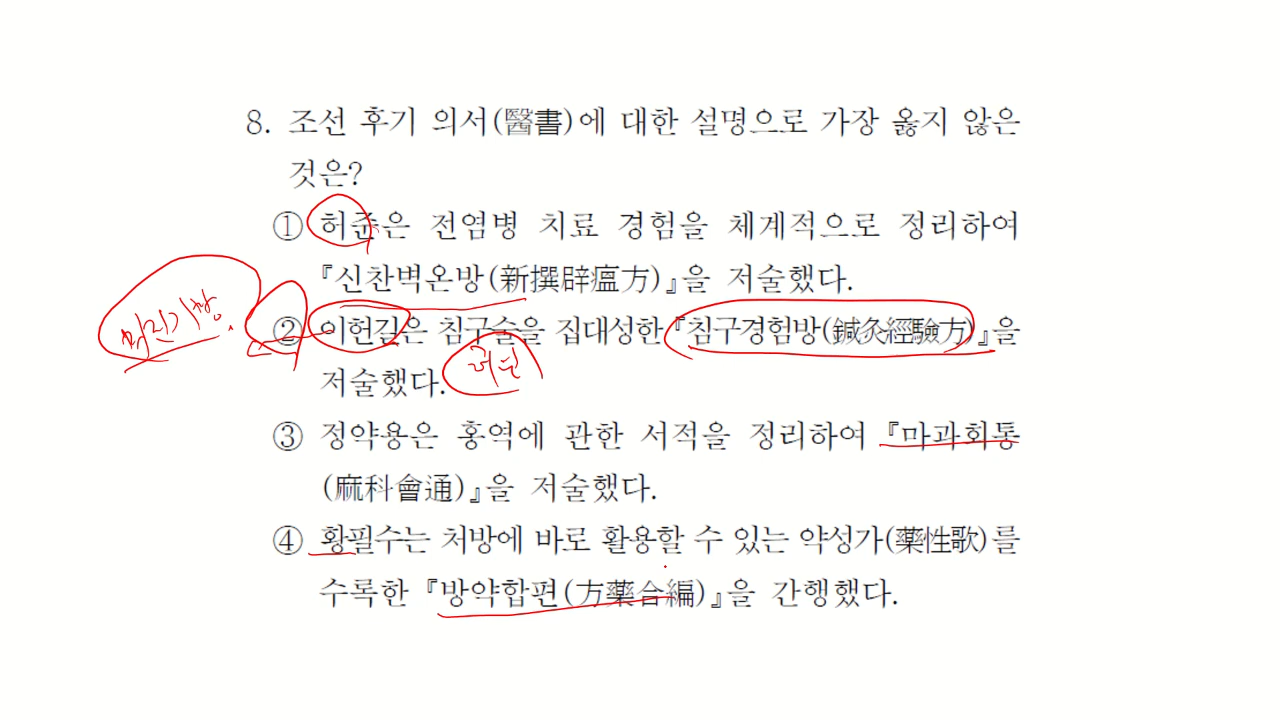 8. 조선 후기 의서(醫書)에 대한 설명으로 가장 옳지 않은
것은?
① 허준은 전염병 치료 경험을 체계적으로 정리하여
『신찬벽온방(新撰辟瘟方)』을 저술했다.
② 이헌길은 침구술을 집대성한 『침구경험방(鍼灸經驗方)』을
저술했다.
③ 정약용은 홍역에 관한 서적을 정리하여 『마과회통
(麻科會通)』을 저술했다.
④ 황필수는 처방에 바로 활용할 수 있는 약성가(藥性歌)를
수록한 『방약합편(方藥合編)』을 간행했다.